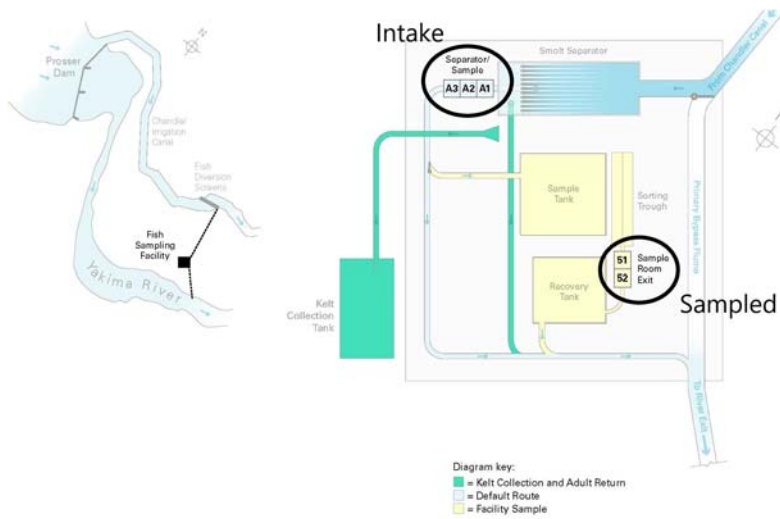 Prosser
Dam
N
Chandler
Irrigation
Canal
Fish
Diversion
Screens
Fish
Sampling
Facility
Yakima River
Intake
Separator/
Sample
A3 A2 A1
Smolt Separator
From Chandler Canal
Sample
Tank
Sorting
Trough
Primary Bypass Flume
51
52
Sample
Room
Exit
Sampled
Recovery
Tank
Kelt
Collection
Tank
To River Exit
Diagram key:
= Kelt Collection and Adult Return
= Default Route
= Facility Sample